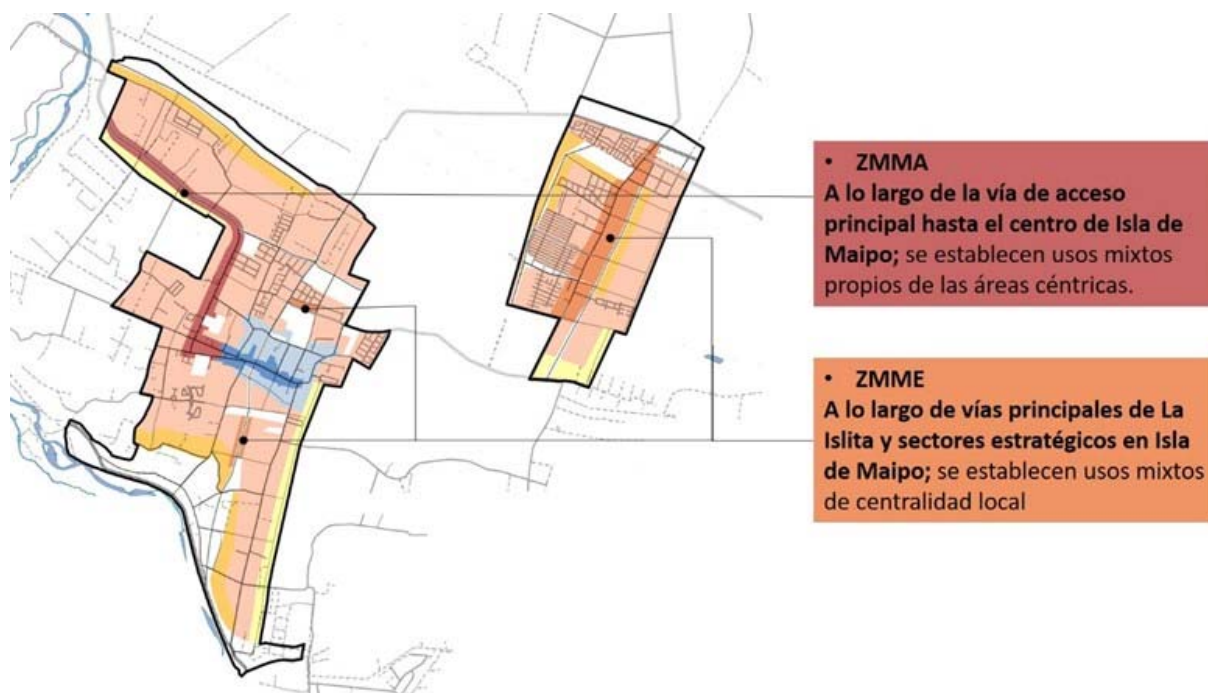 • ZMMA
A lo largo de la vía de acceso
principal hasta el centro de Isla de
Maipo; se establecen usos mixtos
propios de las áreas céntricas.
• ZMME
A lo largo de vías principales de La
Islita y sectores estratégicos en Isla
de Maipo; se establecen usos mixtos
de centralidad local